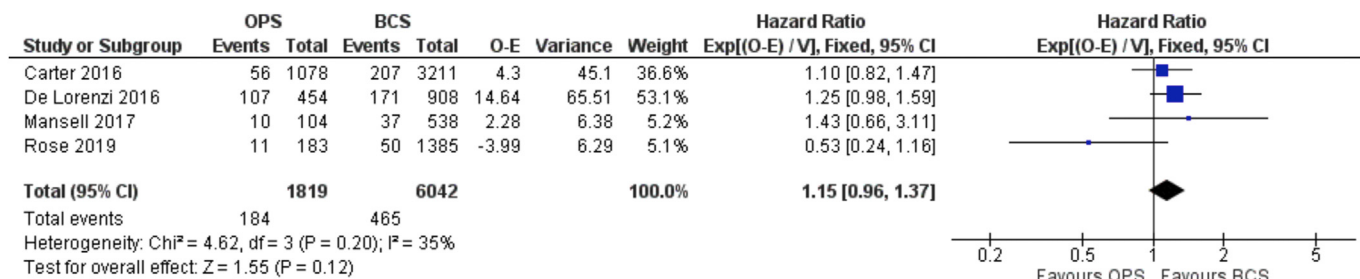 OPS BCS Hazard Ratio Hazard Ratio
Study or Subgroup Events Total Events Total O-E Variance Weight Exp[(O-E) / V], Fixed, 95% CI Exp[(O-E) / V], Fixed, 95% CI
Carter 2016 56 1078 207 3211 4.3 45.1 36.6% 1.10 [0.82, 1.47]
De Lorenzi 2016 107 454 171 908 14.64 65.51 53.1% 1.25 [0.98, 1.59]
Mansell 2017 10 104 37 538 2.28 6.38 5.2% 1.43 [0.66, 3.11]
Rose 2019 11 183 50 1385 -3.99 6.29 5.1% 0.53 [0.24, 1.16]
Total (95% CI) 1819 6042 100.0% 1.15 [0.96, 1.37]
Total events 184 465
Heterogeneity: Chi² = 4.62, df = 3 (P = 0.20); I² = 35%
Test for overall effect: Z = 1.55 (P = 0.12)
0.2 0.5 1 2 5
Favours OPS Favours BCS